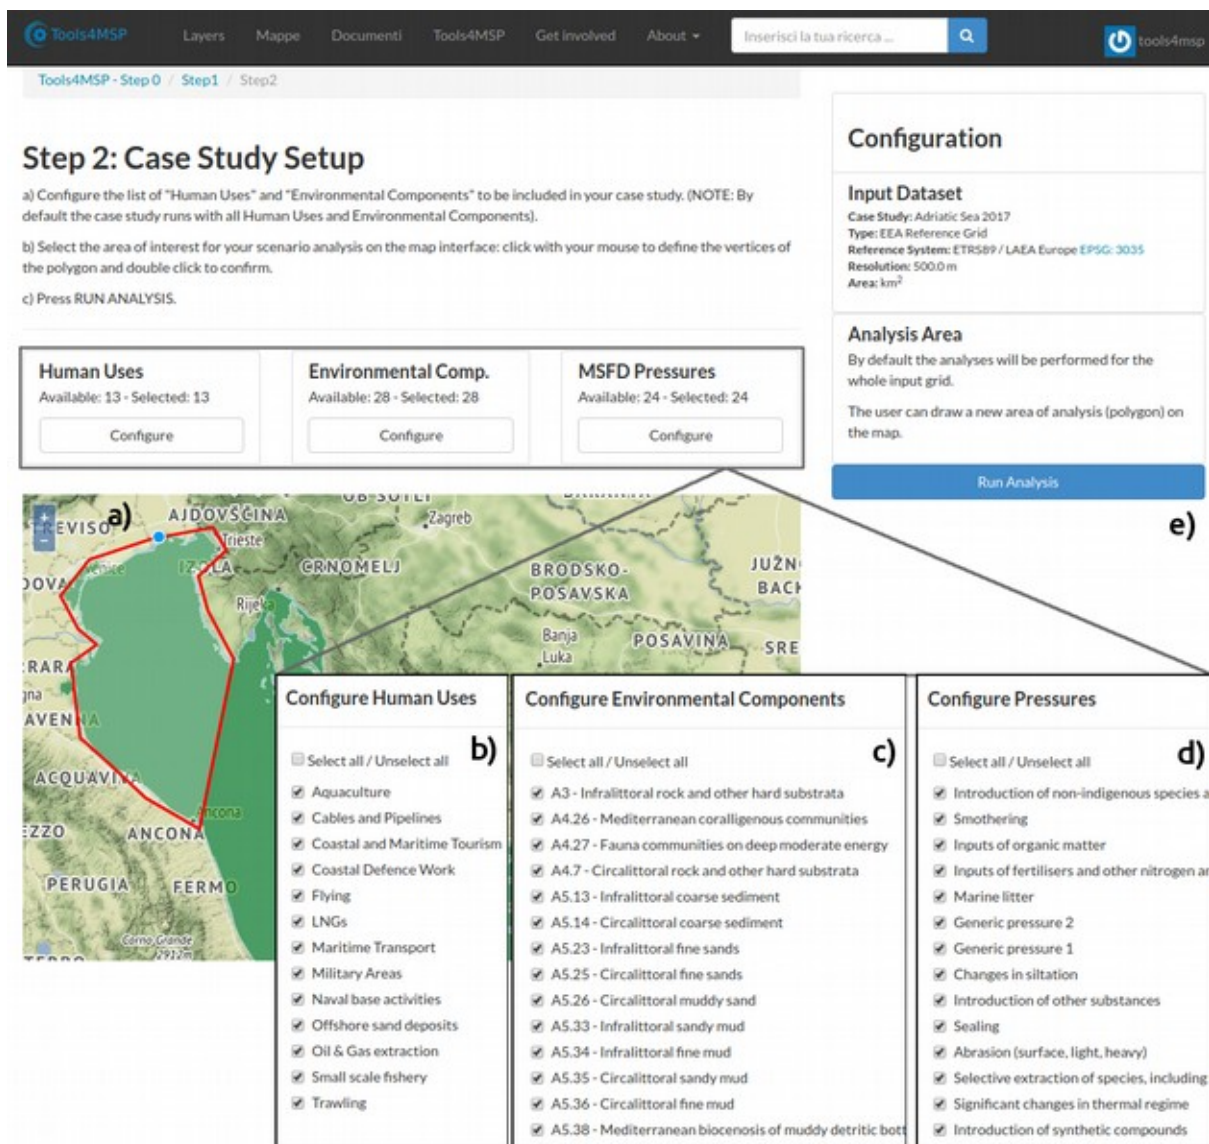 Tools4MSP Layers Mappe Documenti Tools4MSP Get involved About Inserisci la tua ricerca ... tools4msp
Tools4MSP - Step 0 / Step1 / Step2
Step 2: Case Study Setup
a) Configure the list of "Human Uses" and "Environmental Components" to be included in your case study. (NOTE: By
default the case study runs with all Human Uses and Environmental Components).
b) Select the area of interest for your scenario analysis on the map interface: click with your mouse to define the vertices of
the polygon and double click to confirm.
c) Press RUN ANALYSIS.
Configuration
Input Dataset
Case Study: Adriatic Sea 2017
Type: EEA Reference Grid
Reference System: ETRS89 / LAEA Europe EPSG: 3035
Resolution: 500.0 m
Area: km²
Analysis Area
By default the analyses will be performed for the
whole input grid.
The user can draw a new area of analysis (polygon) on
the map.
Run Analysis
e)
Human Uses
Available: 13 - Selected: 13
Configure
Environmental Comp.
Available: 28 - Selected: 28
Configure
MSFD Pressures
Available: 24 - Selected: 24
Configure
+
−
a)
REVISO
AJDOVŠČINA
Trieste
Zagreb
IZOLA
CRNOMELJ
DOVA
Rijeka
BRODSKO-
POSAVSKA
JUŽN
BACK
Banja
Luka
POSAVINA
SRE
RARA
gna
AVENNA
ACQUAVIVA
Ancona
EZZO
ANCONA
PERUGIA
FERMO
Corno Grande
2912m
Configure Human Uses
b)
Select all / Unselect all
Aquaculture
Cables and Pipelines
Coastal and Maritime Tourism
Coastal Defence Work
Flying
LNGs
Maritime Transport
Military Areas
Naval base activities
Offshore sand deposits
Oil & Gas extraction
Small scale fishery
Trawling
Configure Environmental Components
c)
Select all / Unselect all
A3 - Infralittoral rock and other hard substrata
A4.26 - Mediterranean coralligenous communities
A4.27 - Fauna communities on deep moderate energy
A4.7 - Circalittoral rock and other hard substrata
A5.13 - Infralittoral coarse sediment
A5.14 - Circalittoral coarse sediment
A5.23 - Infralittoral fine sands
A5.25 - Circalittoral fine sands
A5.26 - Circalittoral muddy sand
A5.33 - Infralittoral sandy mud
A5.34 - Infralittoral fine mud
A5.35 - Circalittoral sandy mud
A5.36 - Circalittoral fine mud
A5.38 - Mediterranean biocenosis of muddy detritic bott
Configure Pressures
d)
Select all / Unselect all
Introduction of non-indigenous species a
Smothering
Inputs of organic matter
Inputs of fertilisers and other nitrogen ar
Marine litter
Generic pressure 2
Generic pressure 1
Changes in siltation
Introduction of other substances
Sealing
Abrasion (surface, light, heavy)
Selective extraction of species, including
Significant changes in thermal regime
Introduction of synthetic compounds